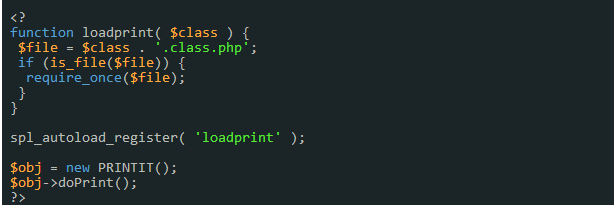 <?
function loadprint( $class ) {
 $file = $class . '.class.php';
 if (is_file($file)) {
  require_once($file);
 }
}

spl_autoload_register( 'loadprint' );

$obj = new PRINTIT();
$obj->doPrint();
?>